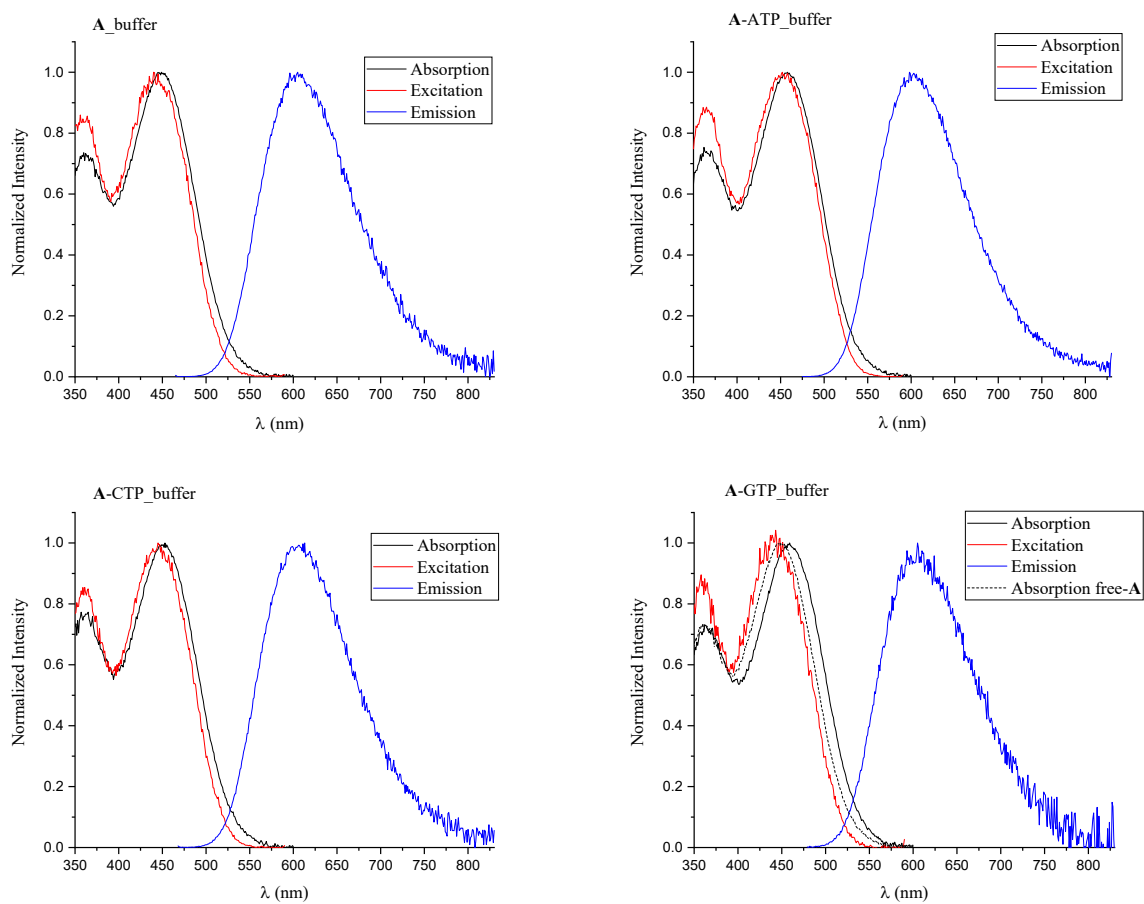 A_buffer
Absorption
Excitation
Emission
1.0
0.8
0.6
0.4
0.2
0.0
Normalized Intensity
350 400 450 500 550 600 650 700 750 800
λ (nm)
A-ATP_buffer
Absorption
Excitation
Emission
1.0
0.8
0.6
0.4
0.2
0.0
Normalized Intensity
350 400 450 500 550 600 650 700 750 800
λ (nm)
A-CTP_buffer
Absorption
Excitation
Emission
1.0
0.8
0.6
0.4
0.2
0.0
Normalized Intensity
350 400 450 500 550 600 650 700 750 800
λ (nm)
A-GTP_buffer
Absorption
Excitation
Emission
Absorption free-A
1.0
0.8
0.6
0.4
0.2
0.0
Normalized Intensity
350 400 450 500 550 600 650 700 750 800
λ (nm)